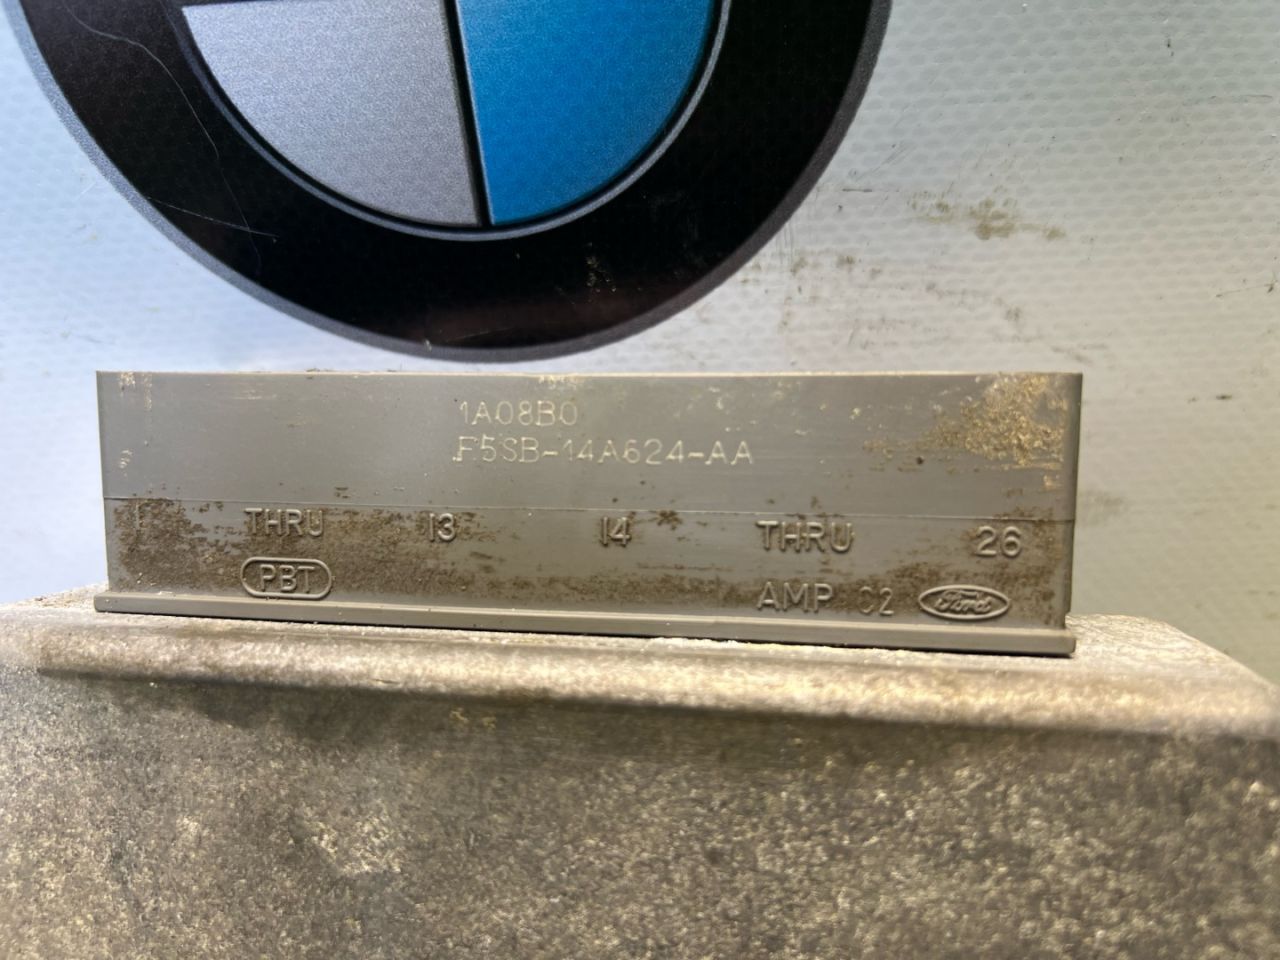 1A08B0
F5SB-14A624-AA
1 THRU 13 14 THRU 26
PBT AMP C2 Ford